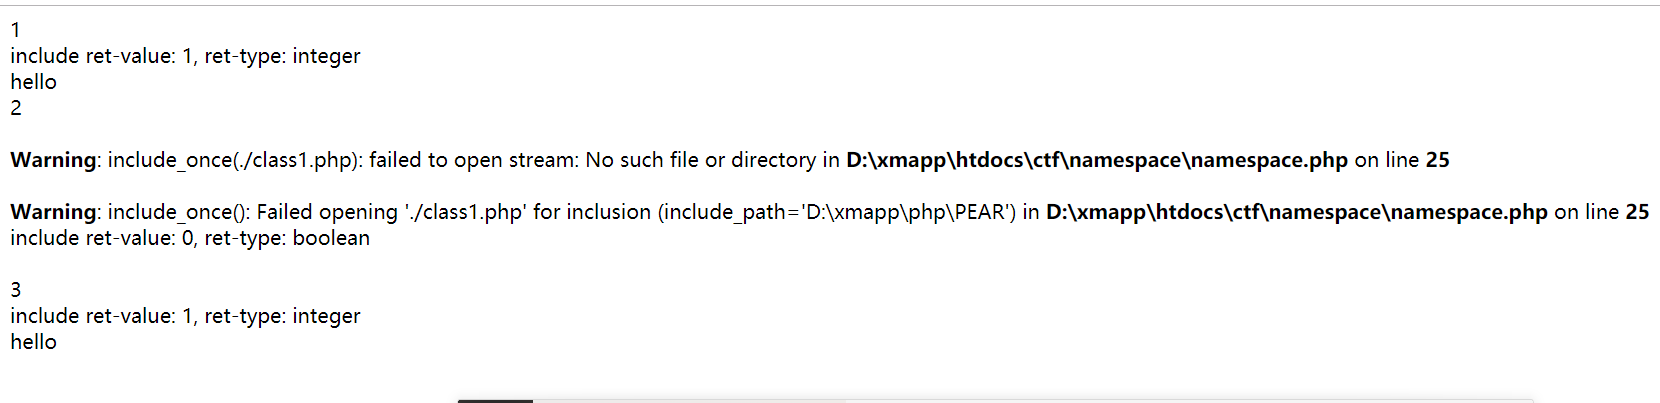 1
include ret-value: 1, ret-type: integer
hello
2
Warning: include_once(./class1.php): failed to open stream: No such file or directory in D:\xmapp\htdocs\ctf\namespace\namespace.php on line 25
Warning: include_once(): Failed opening './class1.php' for inclusion (include_path='D:\xmapp\php\PEAR') in D:\xmapp\htdocs\ctf\namespace\namespace.php on line 25
include ret-value: 0, ret-type: boolean
3
include ret-value: 1, ret-type: integer
hello